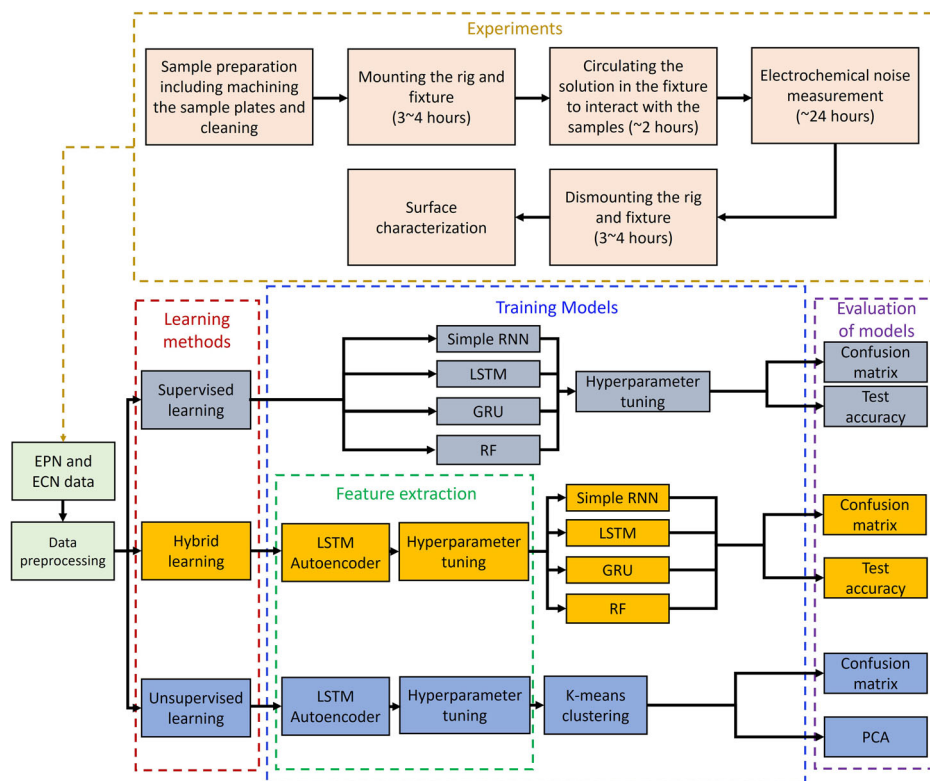 Experiments
Sample preparation
including machining
the sample plates and
cleaning
Mounting the rig and
fixture
(3~4 hours)
Circulating the
solution in the fixture
to interact with the
samples (~2 hours)
Electrochemical noise
measurement
(~24 hours)
Surface
characterization
Dismounting the rig
and fixture
(3~4 hours)
Learning
methods
Training Models
Evaluation
of models
Supervised
learning
Simple RNN
LSTM
GRU
RF
Hyperparameter
tuning
Confusion
matrix
Test
accuracy
EPN and
ECN data
Data
preprocessing
Feature extraction
Hybrid
learning
LSTM
Autoencoder
Hyperparameter
tuning
Simple RNN
LSTM
GRU
RF
Confusion
matrix
Test
accuracy
Unsupervised
learning
LSTM
Autoencoder
Hyperparameter
tuning
K-means
clustering
Confusion
matrix
PCA